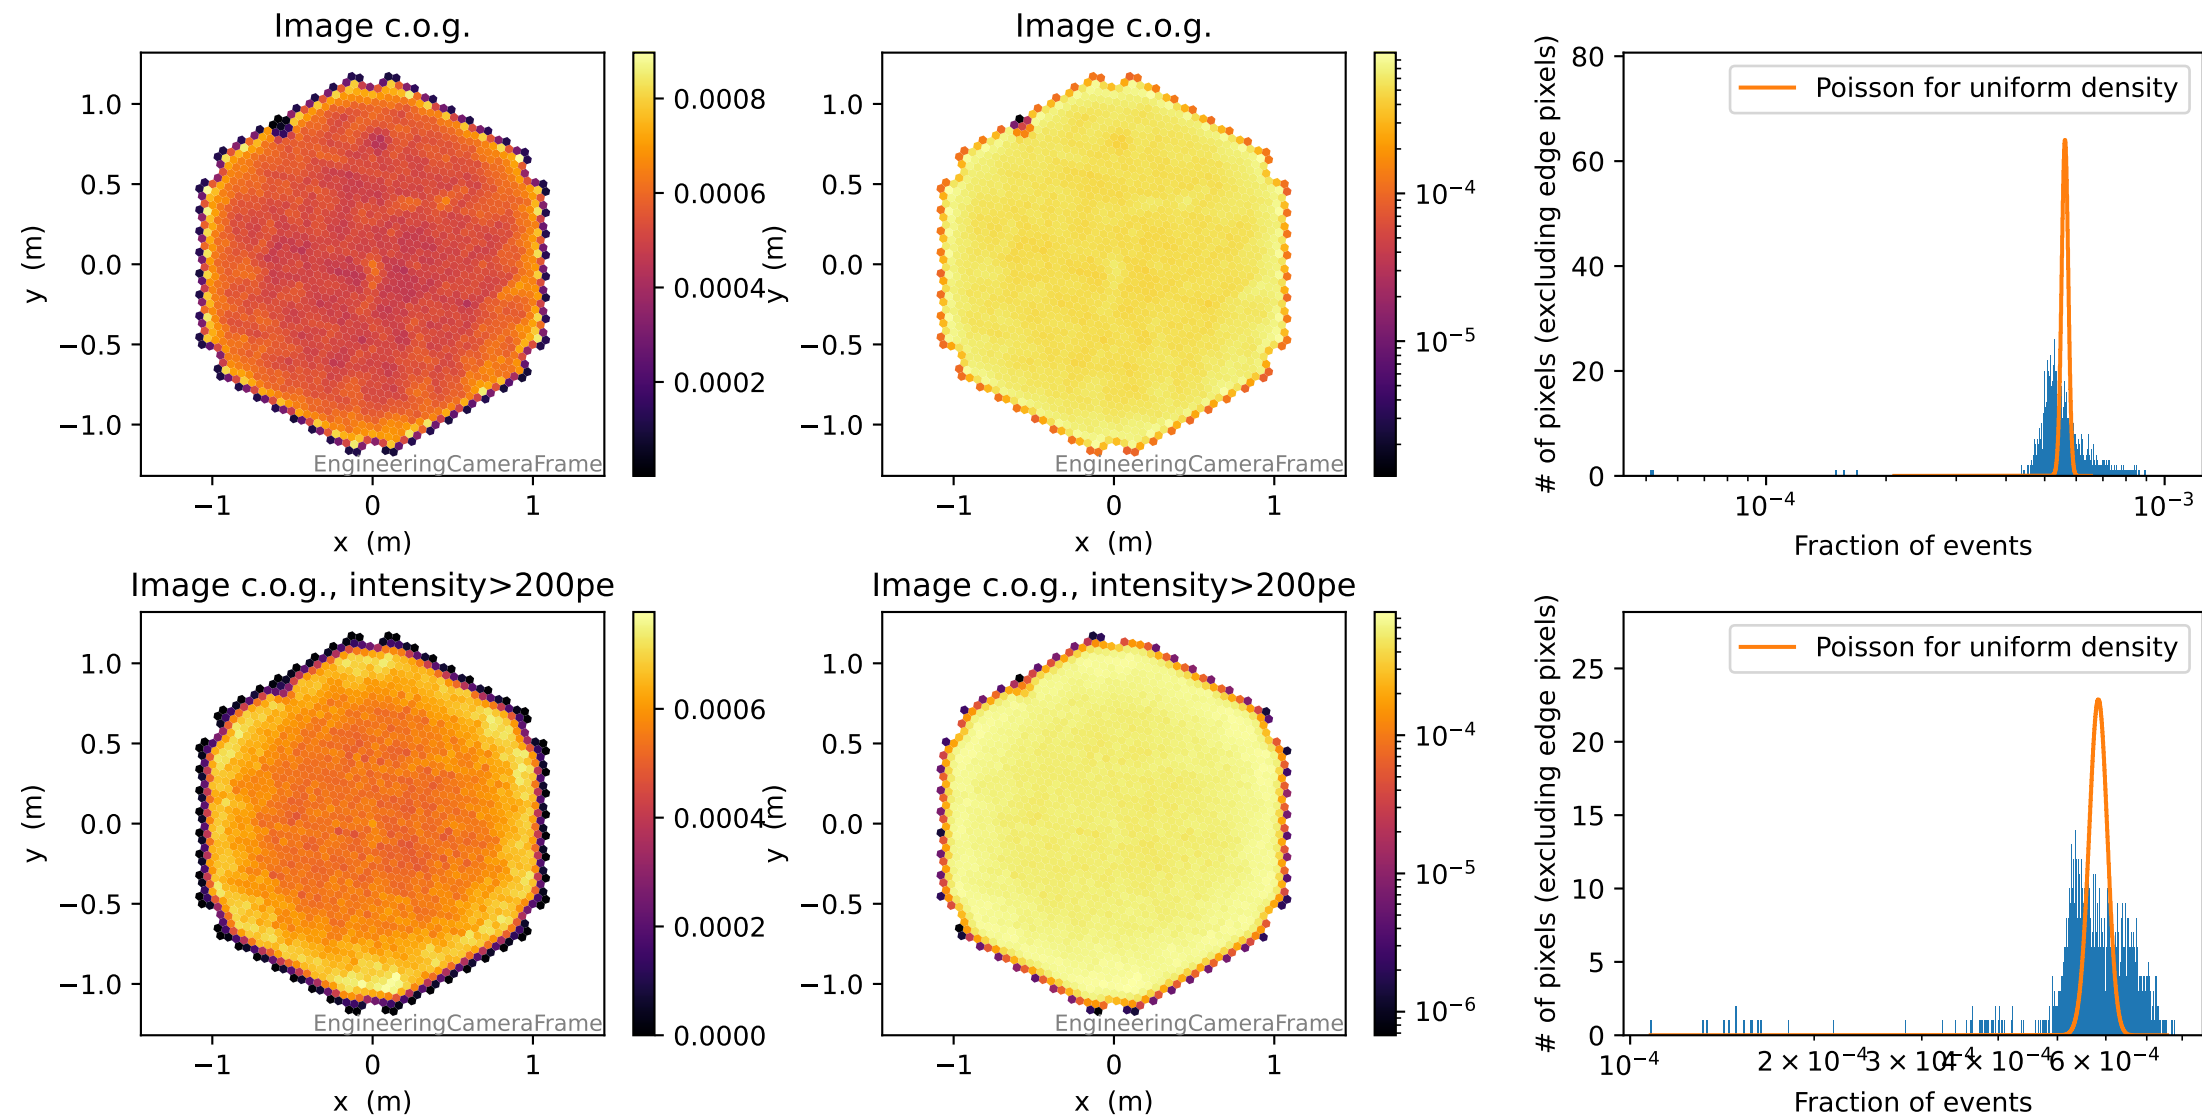 Image c.o.g.
1.0
0.5
0.0
−0.5
−1.0
y (m)
−1 0 1
x (m)
EngineeringCameraFrame
0.0008
0.0006
0.0004
0.0002
Image c.o.g.
1.0
0.5
0.0
−0.5
−1.0
y (m)
−1 0 1
x (m)
EngineeringCameraFrame
10⁻⁴
10⁻⁵
80
60
40
20
0
# of pixels (excluding edge pixels)
Poisson for uniform density
10⁻⁴ 10⁻³
Fraction of events
Image c.o.g., intensity>200pe
1.0
0.5
0.0
−0.5
−1.0
y (m)
−1 0 1
x (m)
EngineeringCameraFrame
0.0006
0.0004
0.0002
0.0000
Image c.o.g., intensity>200pe
1.0
0.5
0.0
−0.5
−1.0
y (m)
−1 0 1
x (m)
EngineeringCameraFrame
10⁻⁴
10⁻⁵
10⁻⁶
25
20
15
10
5
0
# of pixels (excluding edge pixels)
Poisson for uniform density
10⁻⁴ 2 × 10⁻⁴ 3 × 10⁻⁴ 4 × 10⁻⁴ 6 × 10⁻⁴
Fraction of events